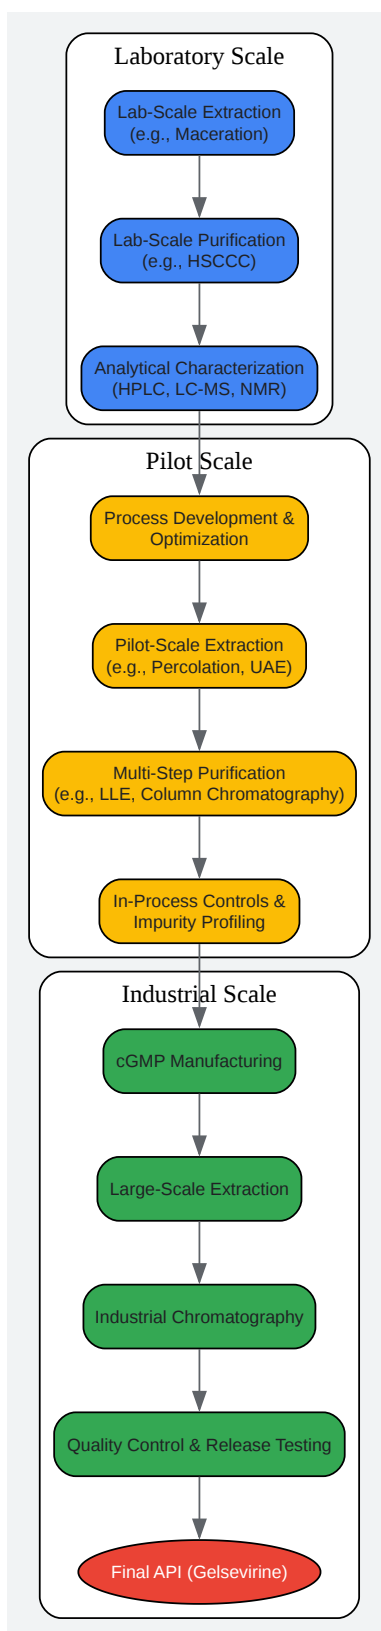 Laboratory Scale
Lab-Scale Extraction
(e.g., Maceration)
Lab-Scale Purification
(e.g., HSCCC)
Analytical Characterization
(HPLC, LC-MS, NMR)
Pilot Scale
Process Development &
Optimization
Pilot-Scale Extraction
(e.g., Percolation, UAE)
Multi-Step Purification
(e.g., LLE, Column Chromatography)
In-Process Controls &
Impurity Profiling
Industrial Scale
cGMP Manufacturing
Large-Scale Extraction
Industrial Chromatography
Quality Control & Release Testing
Final API (Gelsevirine)